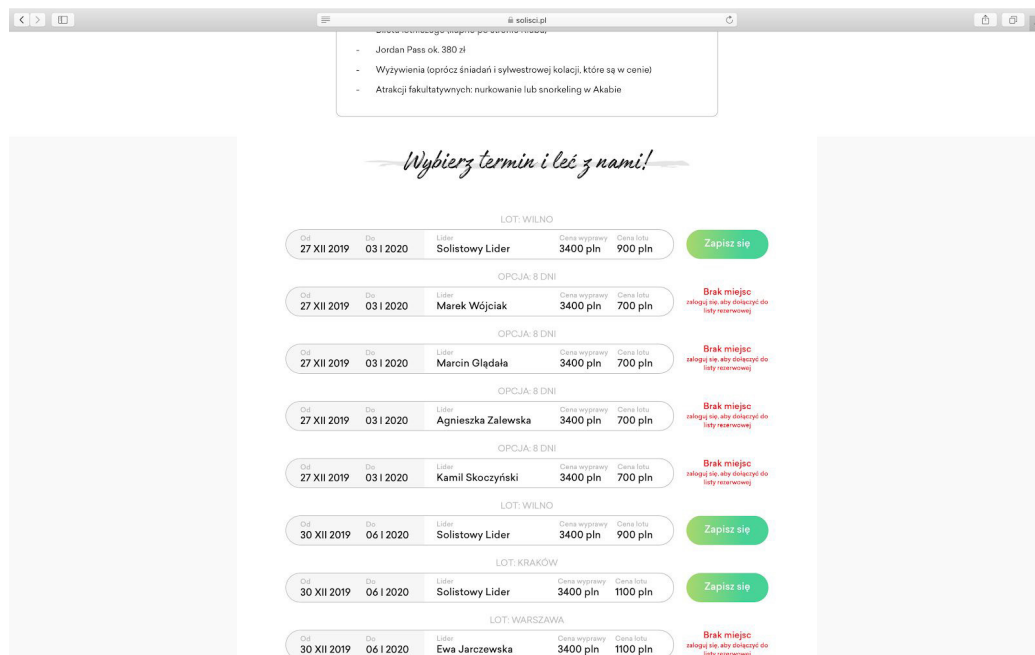 solisci.pl
Biletu lotniczego (kupno po stronie Klubu)
- Jordan Pass ok. 380 zł
- Wyżywienia (oprócz śniadań i sylwestrowej kolacji, które są w cenie)
- Atrakcji fakultatywnych: nurkowanie lub snorkeling w Akabie
Wybierz termin i leć z nami!
LOT: WILNO
Od Do Lider Cena wyprawy Cena lotu
27 XII 2019 03 I 2020 Solistowy Lider 3400 pln 900 pln Zapisz się
OPCJA: 8 DNI
Od Do Lider Cena wyprawy Cena lotu
27 XII 2019 03 I 2020 Marek Wójciak 3400 pln 700 pln
Brak miejsc
zaloguj się, aby dołączyć do
listy rezerwowej
OPCJA: 8 DNI
Od Do Lider Cena wyprawy Cena lotu
27 XII 2019 03 I 2020 Marcin Glądała 3400 pln 700 pln
Brak miejsc
zaloguj się, aby dołączyć do
listy rezerwowej
OPCJA: 8 DNI
Od Do Lider Cena wyprawy Cena lotu
27 XII 2019 03 I 2020 Agnieszka Zalewska 3400 pln 700 pln
Brak miejsc
zaloguj się, aby dołączyć do
listy rezerwowej
OPCJA: 8 DNI
Od Do Lider Cena wyprawy Cena lotu
27 XII 2019 03 I 2020 Kamil Skoczyński 3400 pln 700 pln
Brak miejsc
zaloguj się, aby dołączyć do
listy rezerwowej
LOT: WILNO
Od Do Lider Cena wyprawy Cena lotu
30 XII 2019 06 I 2020 Solistowy Lider 3400 pln 900 pln Zapisz się
LOT: KRAKÓW
Od Do Lider Cena wyprawy Cena lotu
30 XII 2019 06 I 2020 Solistowy Lider 3400 pln 1100 pln Zapisz się
LOT: WARSZAWA
Od Do Lider Cena wyprawy Cena lotu
30 XII 2019 06 I 2020 Ewa Jarczewska 3400 pln 1100 pln
Brak miejsc
zaloguj się, aby dołączyć do
listy rezerwowej